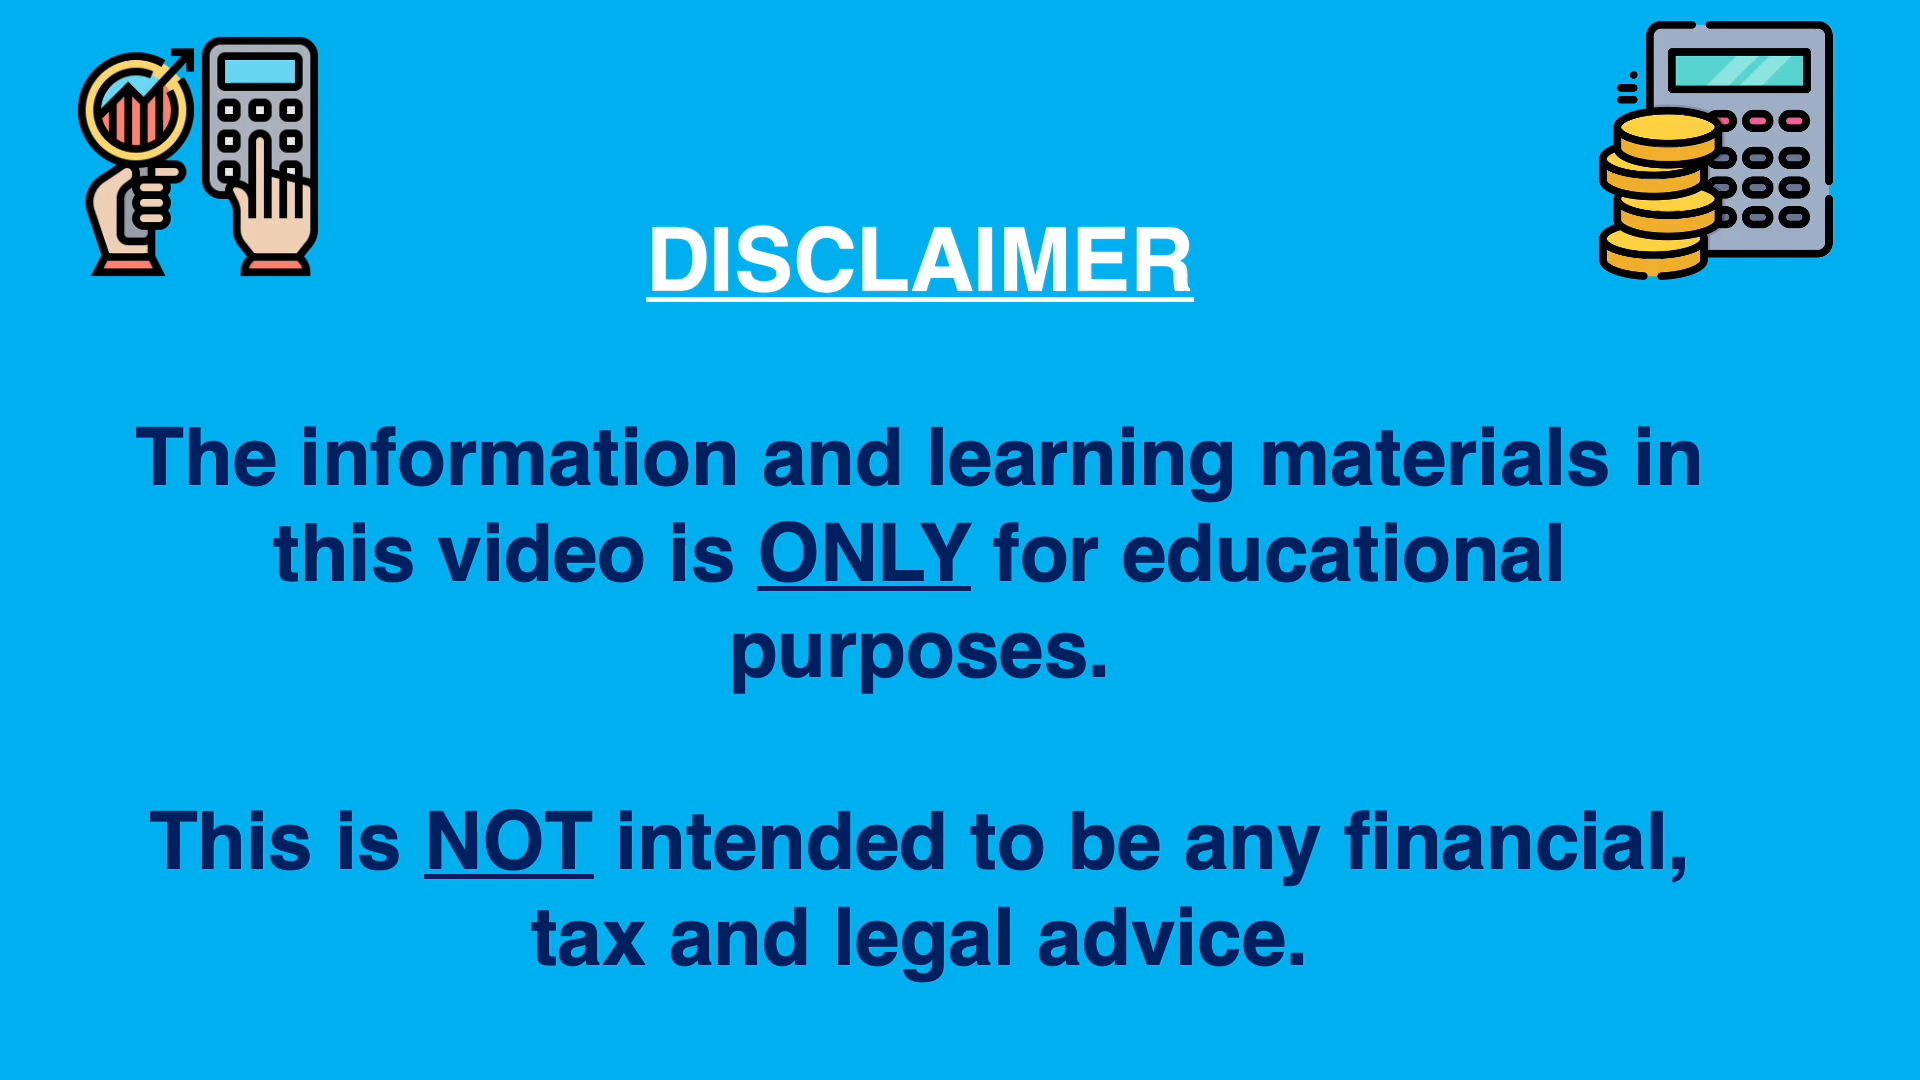 DISCLAIMER
The information and learning materials in
this video is ONLY for educational
purposes.
This is NOT intended to be any financial,
tax and legal advice.